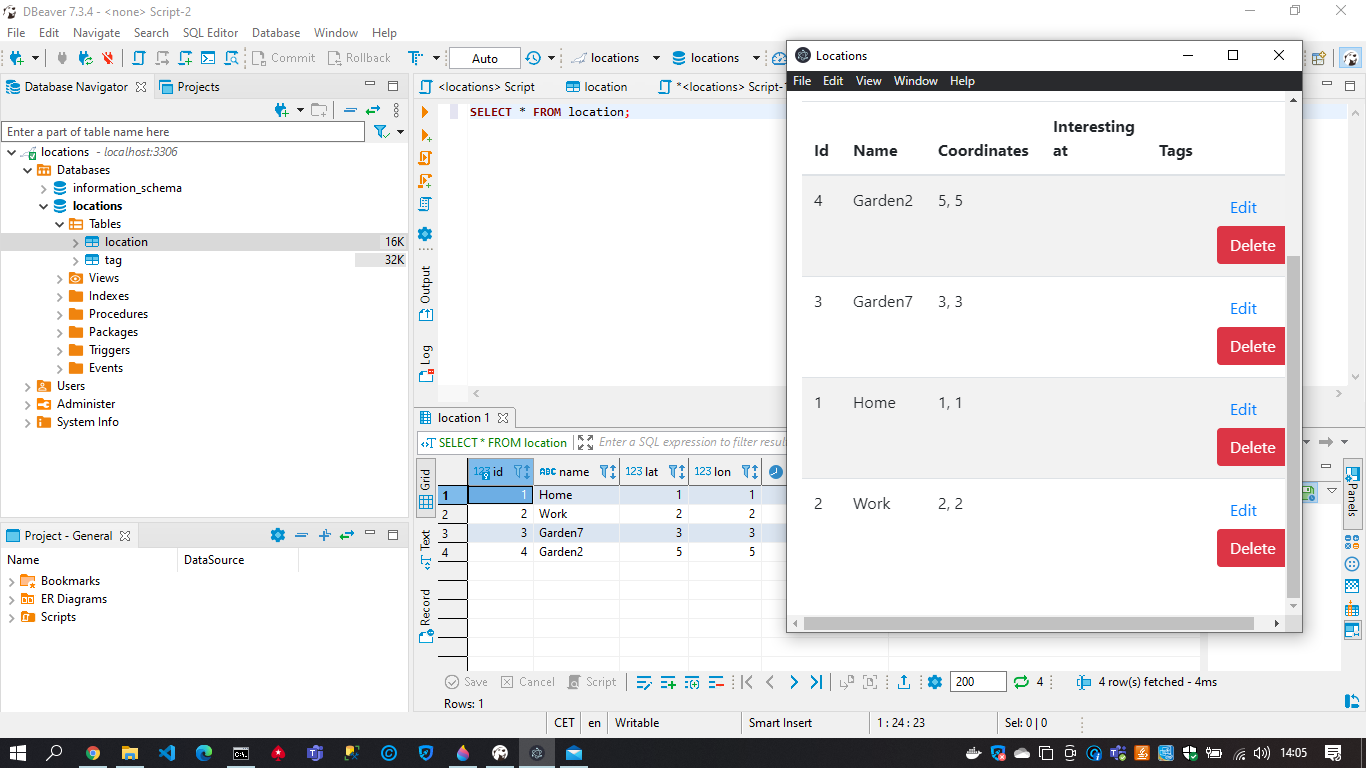 DBeaver 7.3.4 - <none> Script-2
File Edit Navigate Search SQL Editor Database Window Help
Commit Rollback Auto locations locations
Database Navigator Projects
Enter a part of table name here
locations - localhost:3306
Databases
information_schema
locations
Tables
location 16K
tag 32K
Views
Indexes
Procedures
Packages
Triggers
Events
Users
Administer
System Info
Project - General
Name DataSource
Bookmarks
ER Diagrams
Scripts
<locations> Script location *<locations> Script-
SELECT * FROM location;
Output
Log
location 1
SELECT * FROM location Enter a SQL expression to filter resul
Grid
Text
Record
123 id ABC name 123 lat 123 lon
1 1 Home 1 1
2 2 Work 2 2
3 3 Garden7 3 3
4 4 Garden2 5 5
Panels
Save Cancel Script 200 4 4 row(s) fetched - 4ms
Rows: 1
CET en Writable Smart Insert 1 : 24 : 23 Sel: 0 | 0
Locations
File Edit View Window Help
Id Name Coordinates Interesting at Tags
4 Garden2 5, 5 Edit
Delete
3 Garden7 3, 3 Edit
Delete
1 Home 1, 1 Edit
Delete
2 Work 2, 2 Edit
Delete
14:05